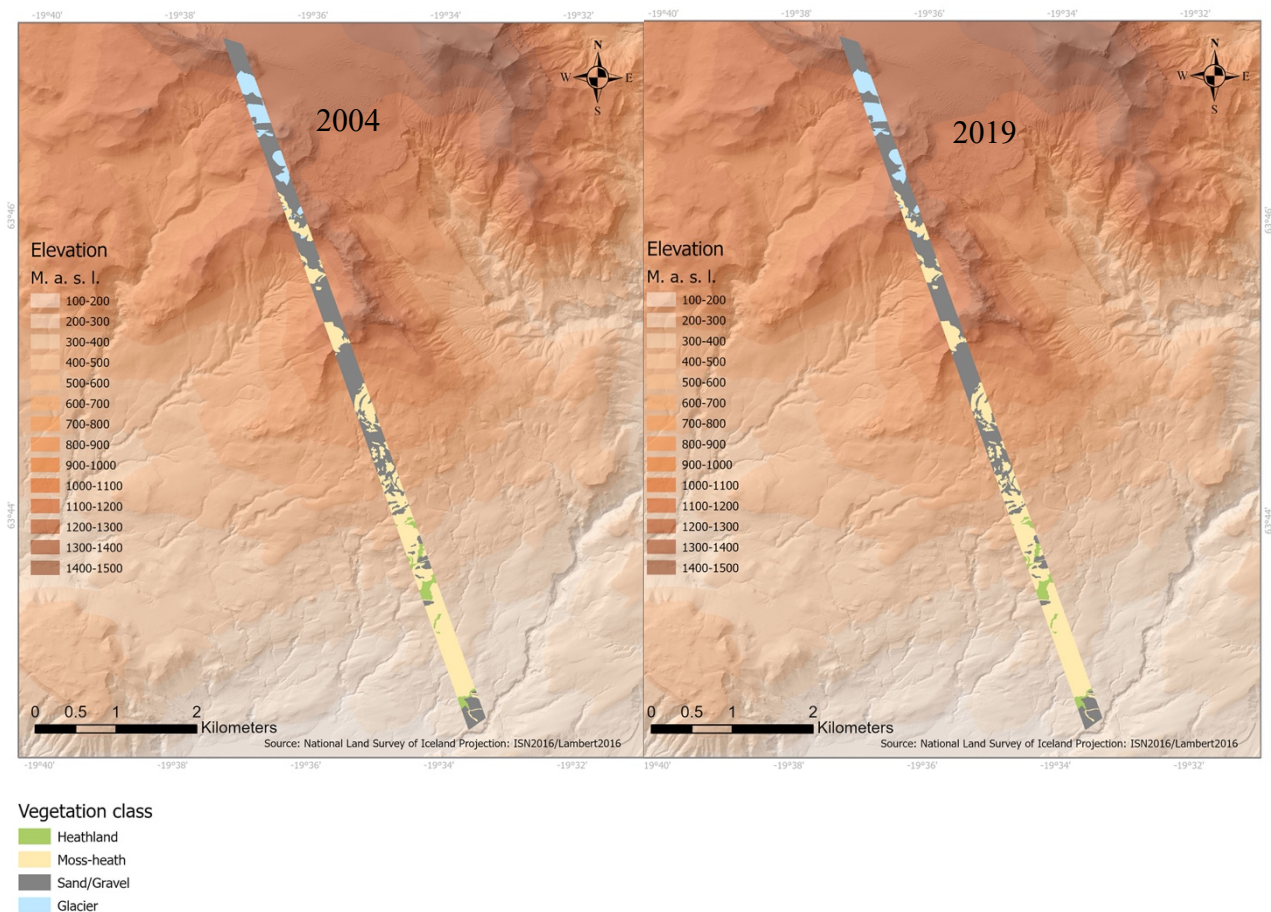 -19°40' -19°38' -19°36' -19°34' -19°32'
N
W E
S
2004
63°46'
Elevation
M. a. s. l.
100-200
200-300
300-400
400-500
500-600
600-700
700-800
800-900
900-1000
1000-1100
1100-1200
1200-1300
1300-1400
1400-1500
63°44'
0 0.5 1 2
Kilometers
Source: National Land Survey of Iceland Projection: ISN2016/Lambert2016
-19°40' -19°38' -19°36' -19°34' -19°32'
-19°40' -19°38' -19°36' -19°34' -19°32'
N
W E
S
2019
63°46'
Elevation
M. a. s. l.
100-200
200-300
300-400
400-500
500-600
600-700
700-800
800-900
900-1000
1000-1100
1100-1200
1200-1300
1300-1400
1400-1500
63°44'
0 0.5 1 2
Kilometers
Source: National Land Survey of Iceland Projection: ISN2016/Lambert2016
-19°40' -19°38' -19°36' -19°34' -19°32'
Vegetation class
Heathland
Moss-heath
Sand/Gravel
Glacier